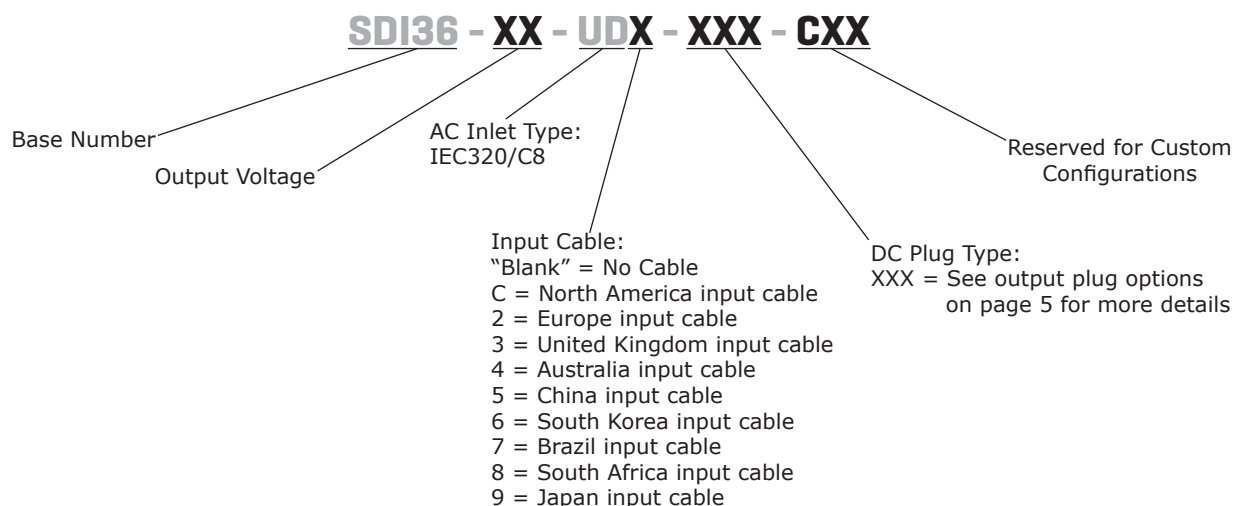 SDI36 - XX - UDX - XXX - CXX
Base Number
Output Voltage
AC Inlet Type:
IEC320/C8
Input Cable:
“Blank” = No Cable
C = North America input cable
2 = Europe input cable
3 = United Kingdom input cable
4 = Australia input cable
5 = China input cable
6 = South Korea input cable
7 = Brazil input cable
8 = South Africa input cable
9 = Japan input cable
DC Plug Type:
XXX = See output plug options
on page 5 for more details
Reserved for Custom
Configurations